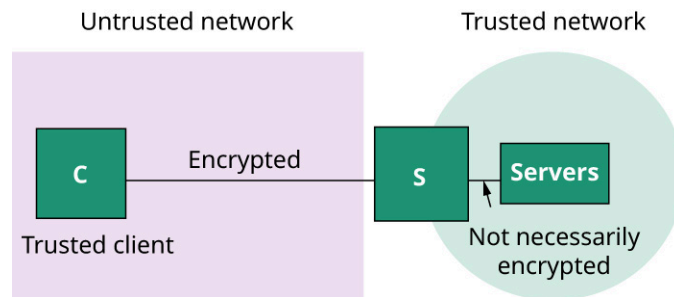 Untrusted network
Trusted network
Encrypted
C
S
Servers
Trusted client
Not necessarily
encrypted